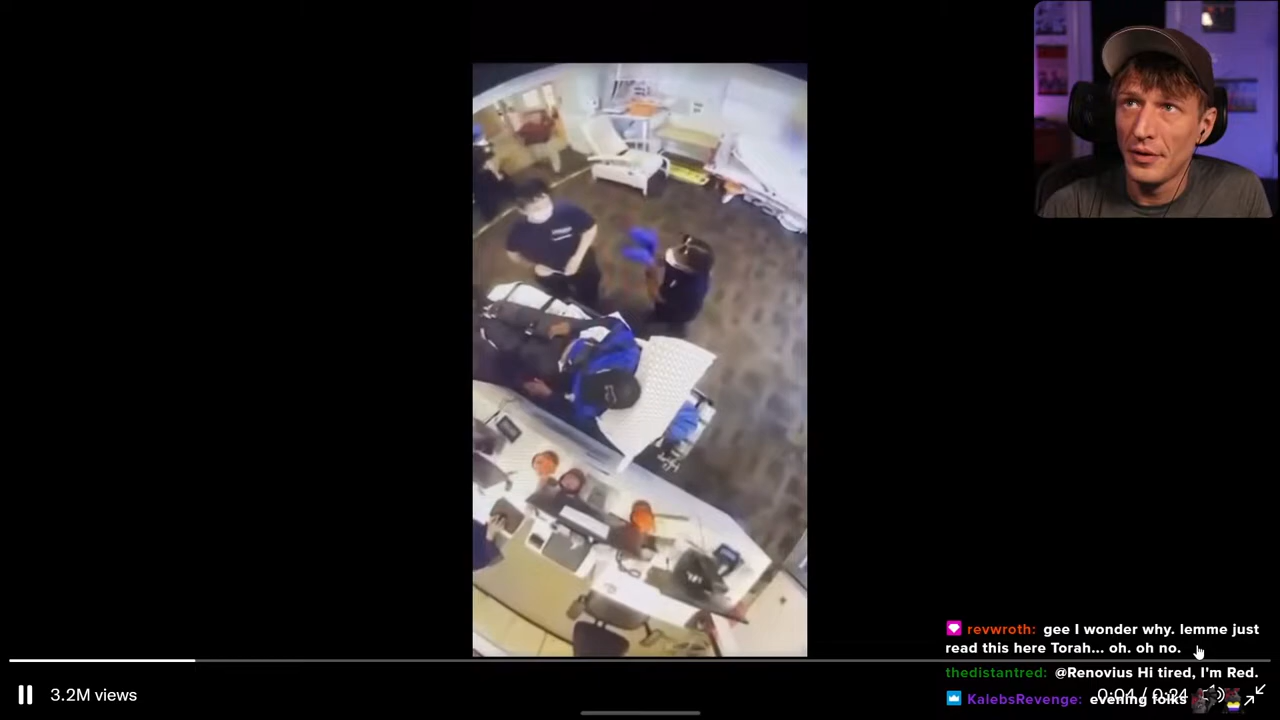 revwroth: gee I wonder why. lemme just
read this here Torah... oh. oh no.
thedistantred: @Renovius Hi tired, I'm Red.
KalebsRevenge: evening folks
3.2M views
0:04 / 0:24